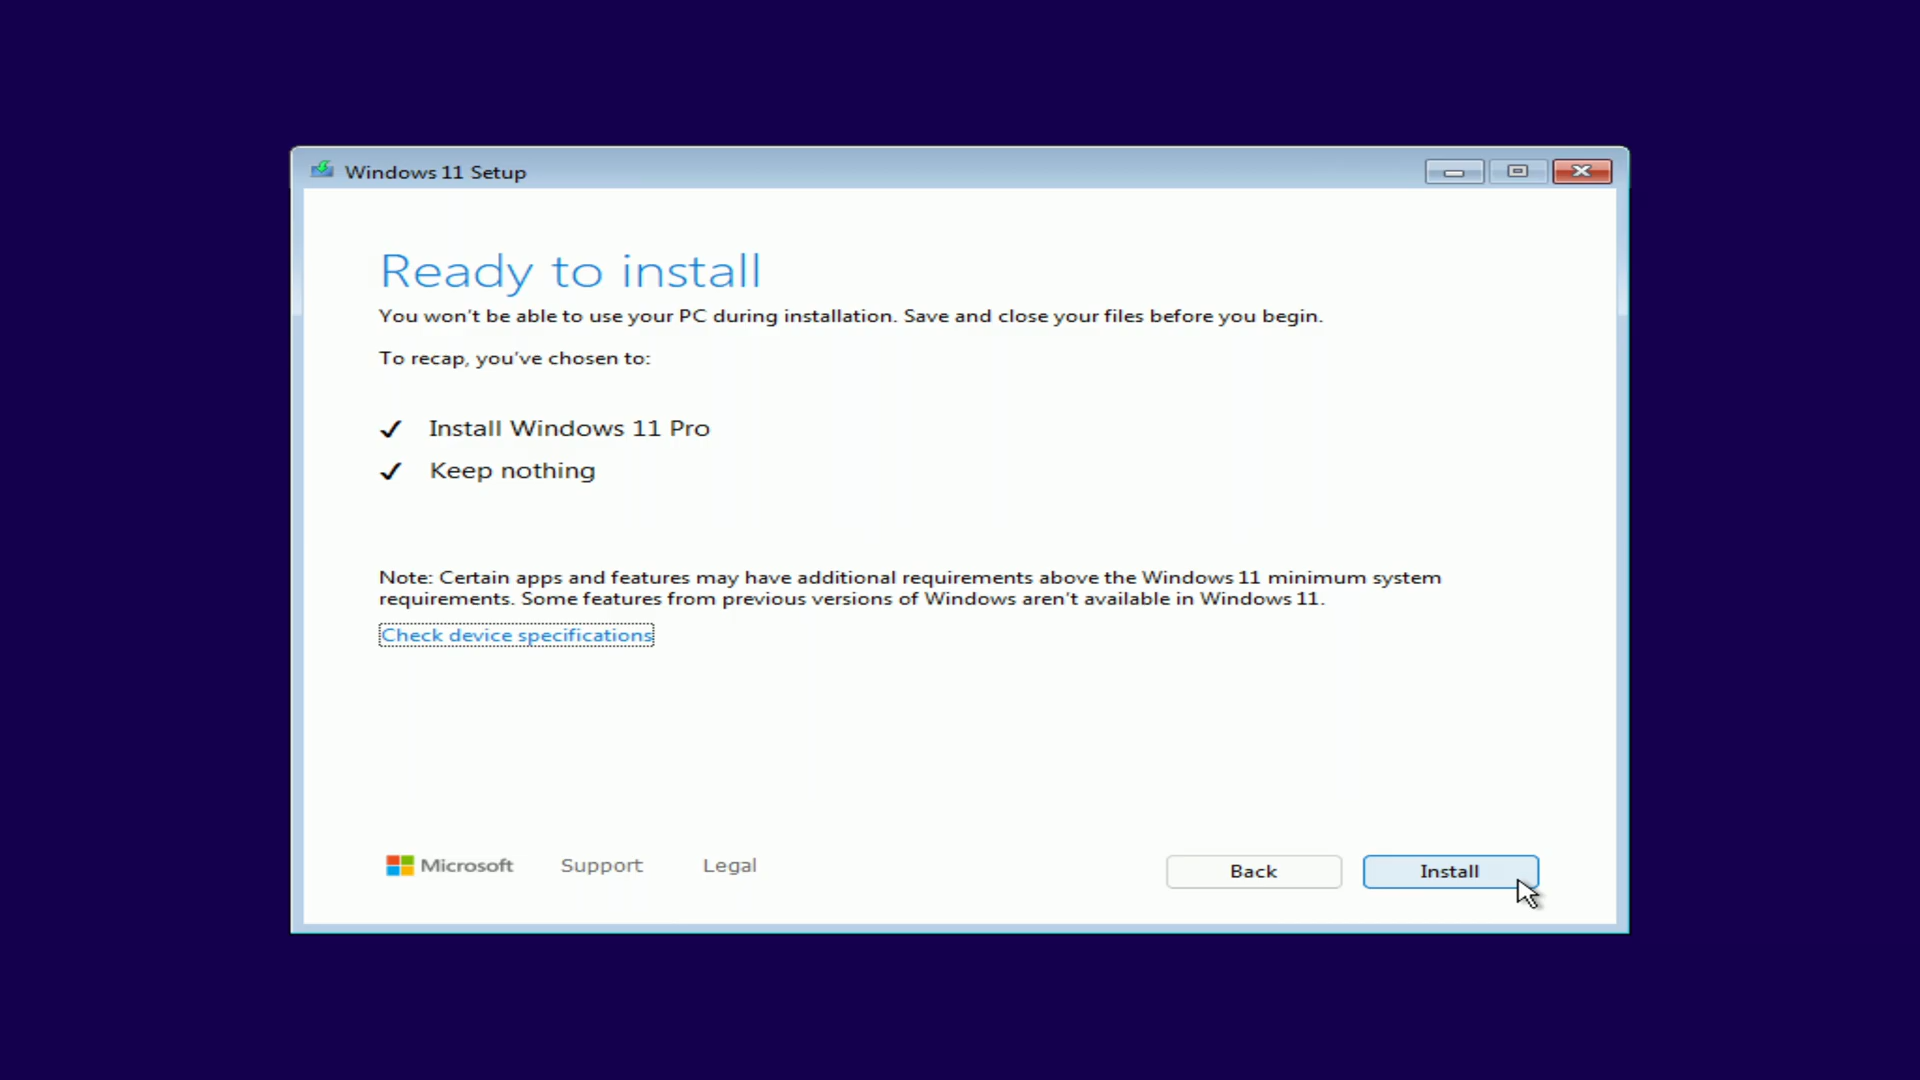 Windows 11 Setup
Ready to install
You won't be able to use your PC during installation. Save and close your files before you begin.
To recap, you've chosen to:
Install Windows 11 Pro
Keep nothing
Note: Certain apps and features may have additional requirements above the Windows 11 minimum system
requirements. Some features from previous versions of Windows aren't available in Windows 11.
Check device specifications
Microsoft Support Legal Back Install